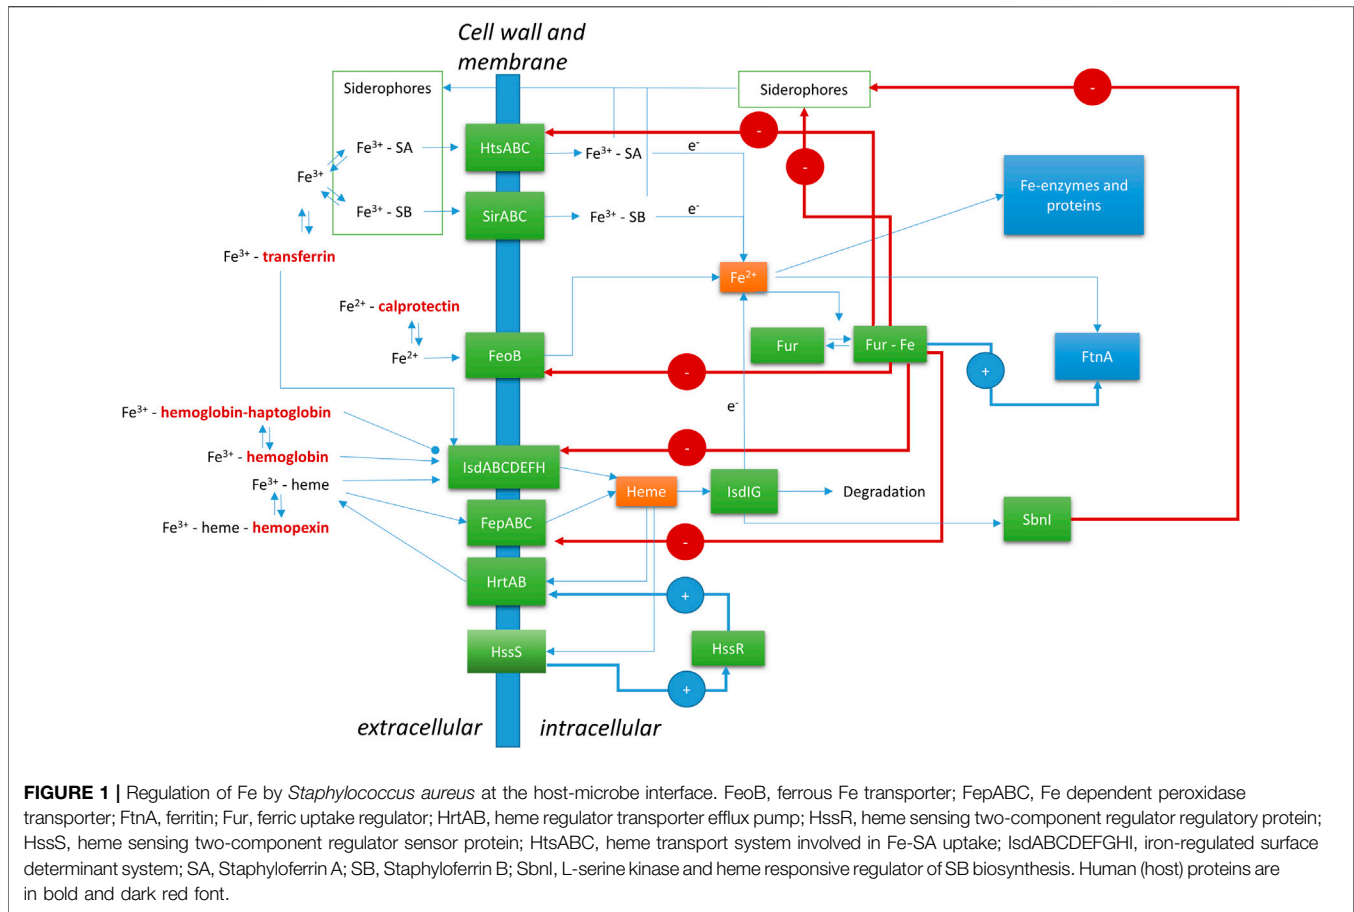 Cell wall and
membrane
Siderophores
Siderophores
-
-
-
Fe³⁺ - SA
HtsABC
Fe³⁺ - SA
e⁻
Fe³⁺
Fe-enzymes and
proteins
Fe³⁺ - SB
SirABC
Fe³⁺ - SB
e⁻
Fe³⁺ - transferrin
Fe²⁺
Fe²⁺ - calprotectin
Fur
Fur - Fe
Fe²⁺
FeoB
FtnA
-
+
e⁻
Fe³⁺ - hemoglobin-haptoglobin
-
Fe³⁺ - hemoglobin
IsdABCDEFH
Fe³⁺ - heme
Heme
IsdIG
Degradation
Fe³⁺ - heme - hemopexin
FepABC
SbnI
-
HrtAB
+
HssS
HssR
+
extracellular
intracellular
FIGURE 1 | Regulation of Fe by Staphylococcus aureus at the host-microbe interface. FeoB, ferrous Fe transporter; FepABC, Fe dependent peroxidase
transporter; FtnA, ferritin; Fur, ferric uptake regulator; HrtAB, heme regulator transporter efflux pump; HssR, heme sensing two-component regulator regulatory protein;
HssS, heme sensing two-component regulator sensor protein; HtsABC, heme transport system involved in Fe-SA uptake; IsdABCDEFGHI, iron-regulated surface
determinant system; SA, Staphyloferrin A; SB, Staphyloferrin B; SbnI, L-serine kinase and heme responsive regulator of SB biosynthesis. Human (host) proteins are
in bold and dark red font.